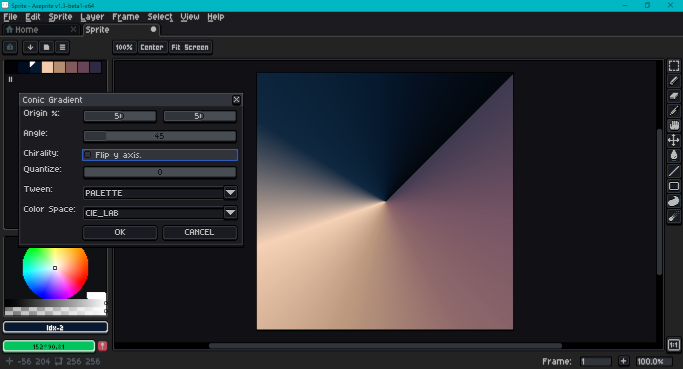 Sprite - Aseprite v1.3-beta1-x64
File Edit Sprite Layer Frame Select View Help
Home
Sprite
100% Center Fit Screen
Conic Gradient
Origin %:
50
50
Angle:
45
Chirality:
Flip y axis.
Quantize:
0
Tween:
PALETTE
Color Space:
CIE_LAB
OK
CANCEL
Idx-2
-56 204 256 256
Frame: 1
100.0%
1:1